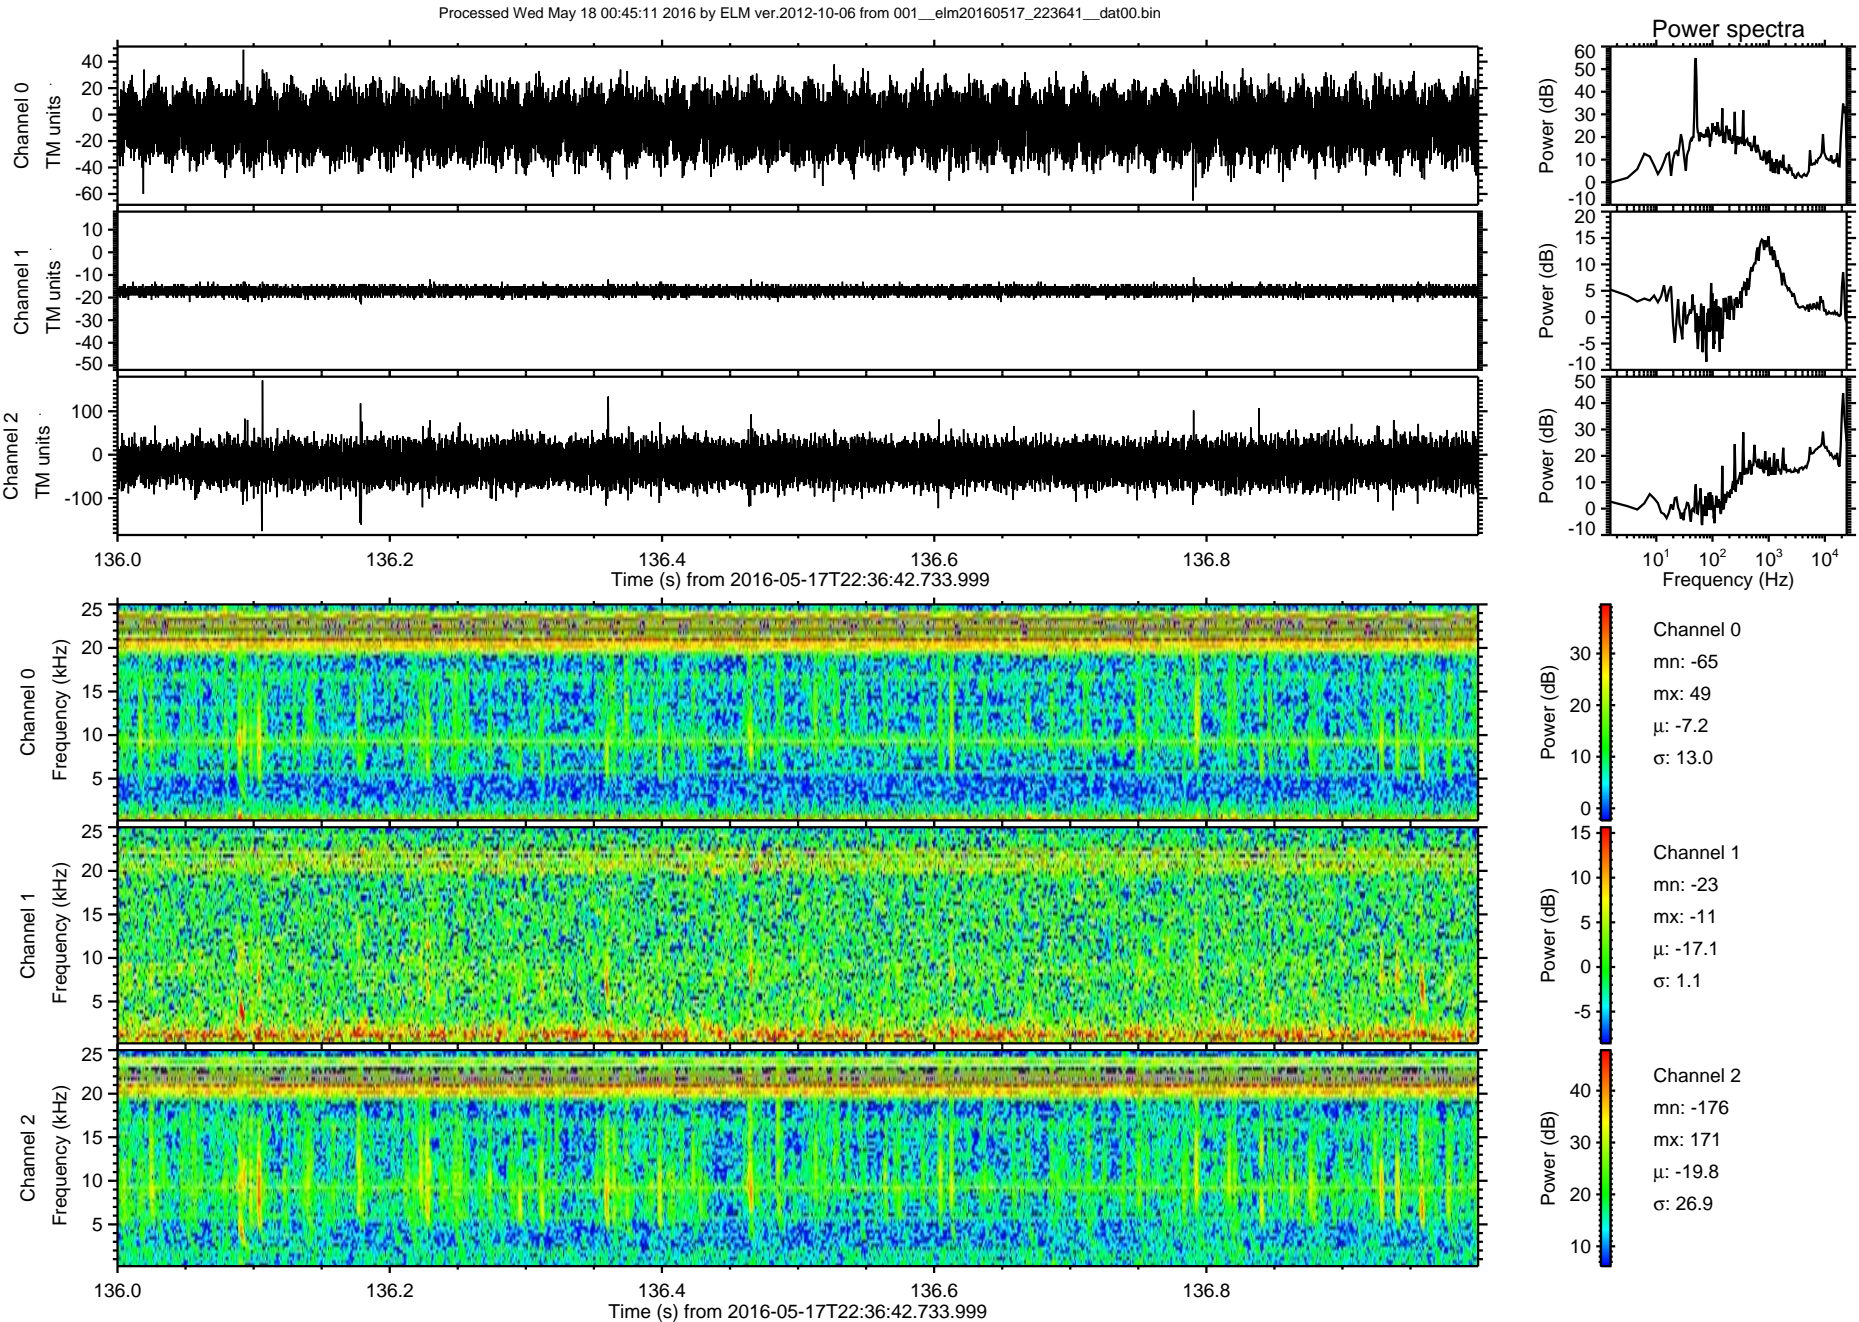 Processed Wed May 18 00:45:11 2016 by ELM ver.2012-10-06 from 001__elm20160517_223641__dat00.bin
Power spectra
Channel 0
TM units
40
20
0
-20
-40
-60
Power (dB)
60
50
40
30
20
10
0
-10
Channel 1
TM units
10
0
-10
-20
-30
-40
-50
Power (dB)
20
15
10
5
0
-5
-10
Channel 2
TM units
100
0
-100
Power (dB)
50
40
30
20
10
0
-10
136.0 136.2 136.4 136.6 136.8
Time (s) from 2016-05-17T22:36:42.733.999
10¹ 10² 10³ 10⁴
Frequency (Hz)
Channel 0
Frequency (kHz)
25
20
15
10
5
Power (dB)
30
20
10
0
Channel 0
mn: -65
mx: 49
μ: -7.2
σ: 13.0
Channel 1
Frequency (kHz)
25
20
15
10
5
Power (dB)
15
10
5
0
-5
Channel 1
mn: -23
mx: -11
μ: -17.1
σ: 1.1
Channel 2
Frequency (kHz)
25
20
15
10
5
Power (dB)
40
30
20
10
Channel 2
mn: -176
mx: 171
μ: -19.8
σ: 26.9
136.0 136.2 136.4 136.6 136.8
Time (s) from 2016-05-17T22:36:42.733.999